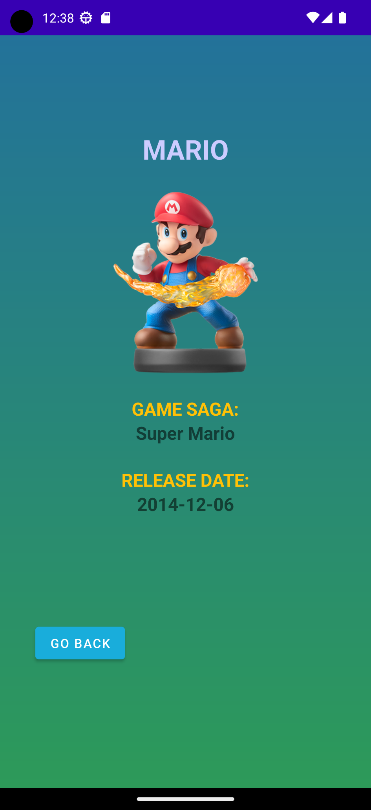 12:38
MARIO
M
GAME SAGA:
Super Mario
RELEASE DATE:
2014-12-06
GO BACK